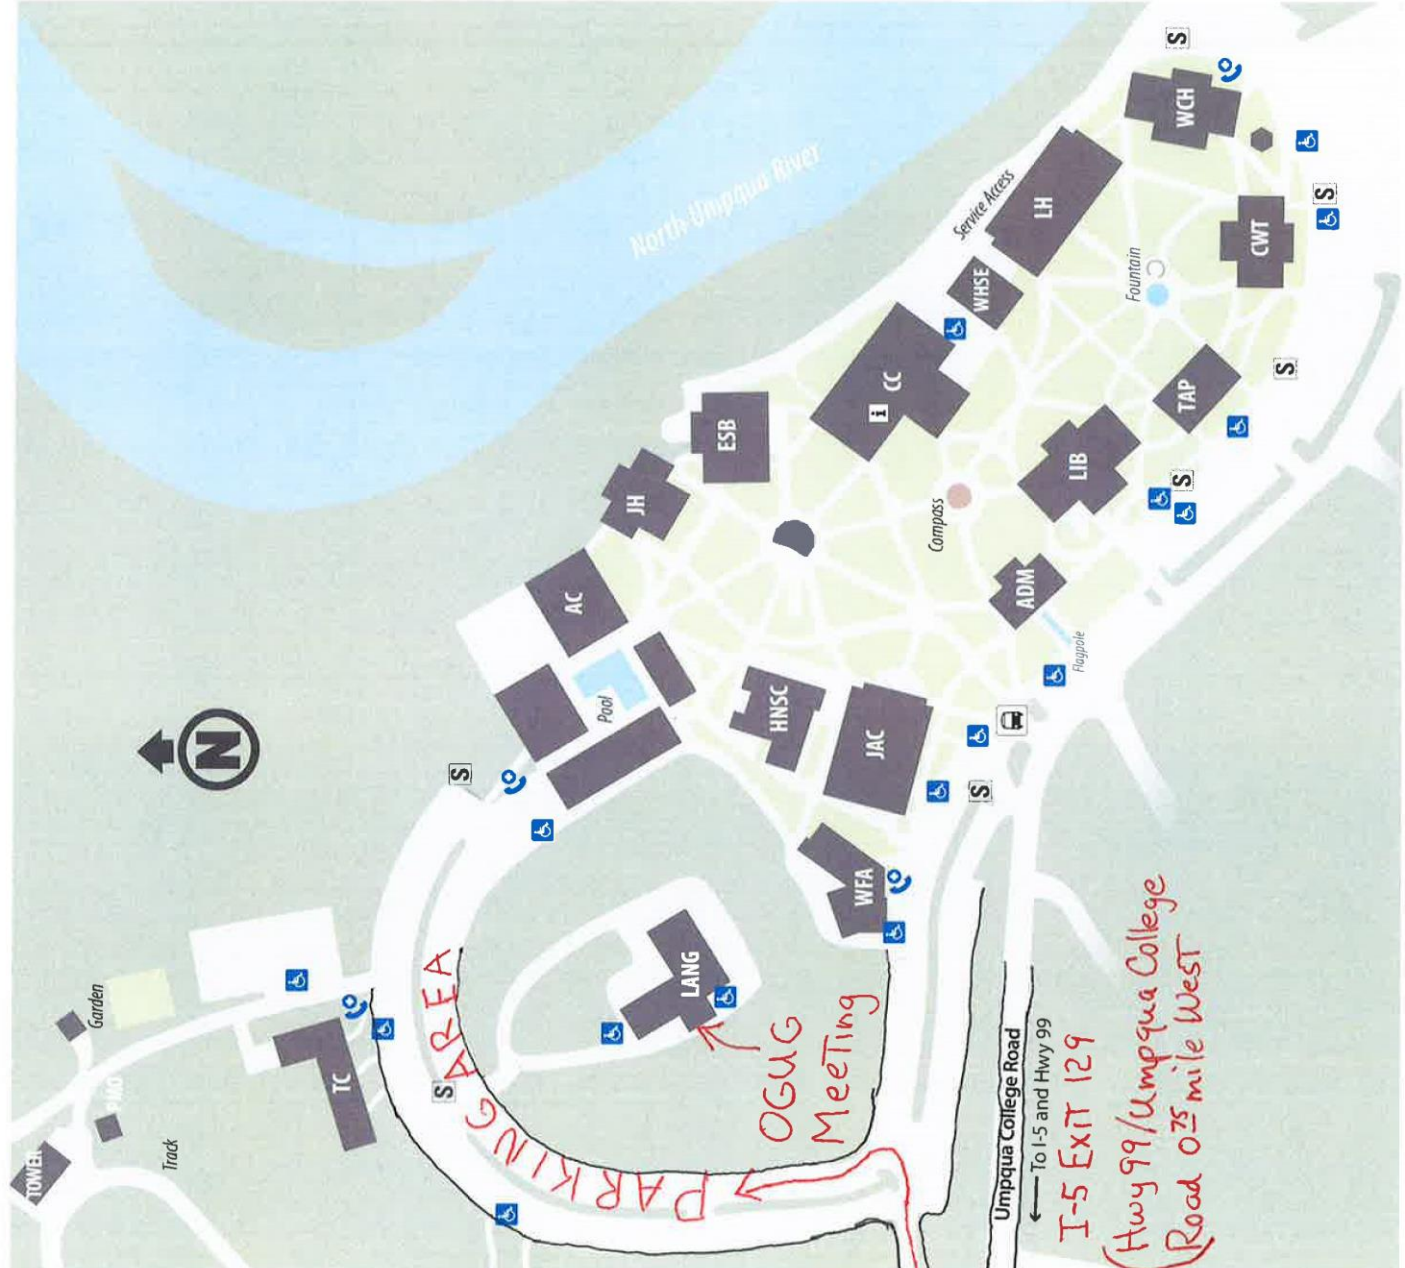 TOWER
Track
Garden
TC
S
N
S
PARKING AREA
LANG
OGUG
Meeting
Pool
AC
JH
ESB
North Umpqua River
HNSC
JAC
WFA
S
CC
i
Compass
Service Access
WHSE
LH
WCH
S
Fountain
CWT
S
TAP
S
LIB
S
ADM
Flagpole
Umpqua College Road
To I-5 and Hwy 99
I-5 EXIT 129
(Hwy 99/Umpqua College
Road 0.75 mile West)